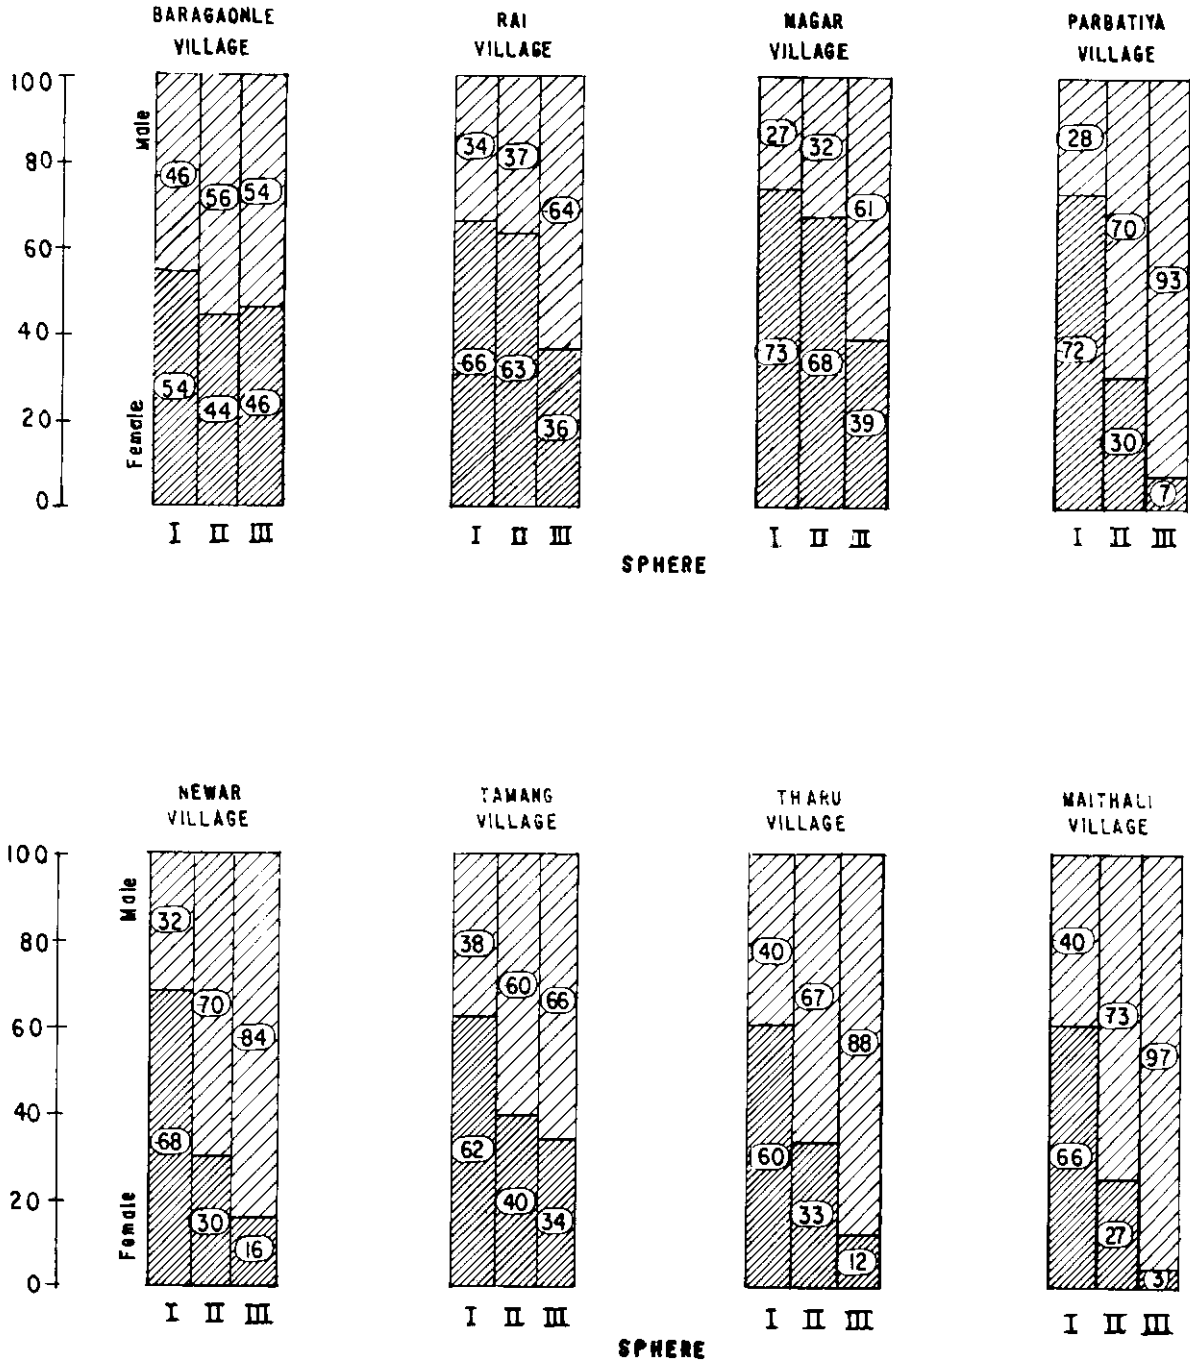 BARAGAONLE
VILLAGE
RAI
VILLAGE
MAGAR
VILLAGE
PARBATIYA
VILLAGE
100
80
60
40
20
0
Male
Female
46 56 54
54 44 46
34 37 64
66 63 36
27 32 61
73 68 39
28 70 93
72 30 7
I II III
I II III
I II II
I II III
SPHERE
NEWAR
VILLAGE
TAMANG
VILLAGE
THARU
VILLAGE
MAITHALI
VILLAGE
100
80
60
40
20
0
Male
Female
32 70 84
68 30 16
38 60 66
62 40 34
40 67 88
60 33 12
40 73 97
66 27 3
I II III
I II III
I II III
I II III
SPHERE